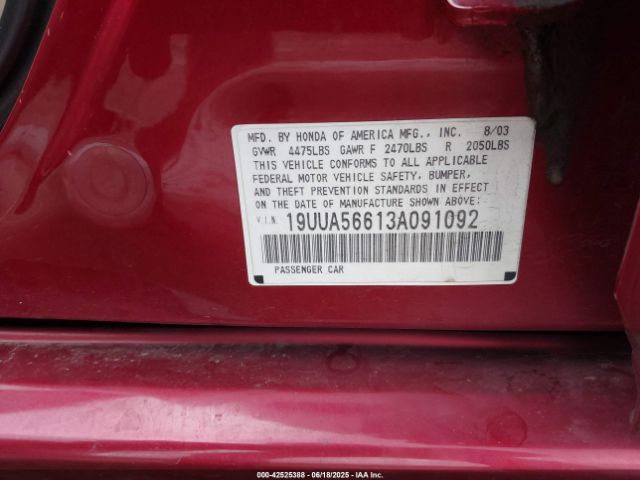 MFD. BY HONDA OF AMERICA MFG., INC. 8/03
GVWR 4475LBS GAWR F 2470LBS R 2050LBS
THIS VEHICLE CONFORMS TO ALL APPLICABLE
FEDERAL MOTOR VEHICLE SAFETY, BUMPER,
AND THEFT PREVENTION STANDARDS IN EFFECT
ON THE DATE OF MANUFACTURE SHOWN ABOVE:
V.I.N. 19UUA56613A091092
PASSENGER CAR
000-42525388 - 06/18/2025 - IAA Inc.